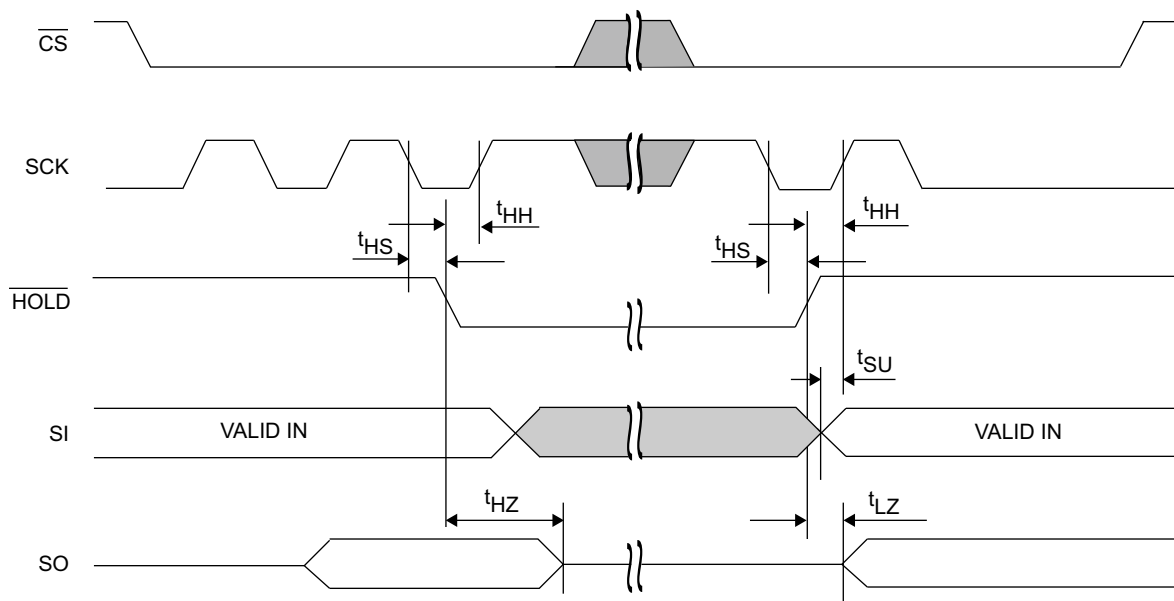 CS
SCK
tHH
tHH
tHS
tHS
HOLD
tSU
SI
VALID IN
VALID IN
tHZ
tLZ
SO